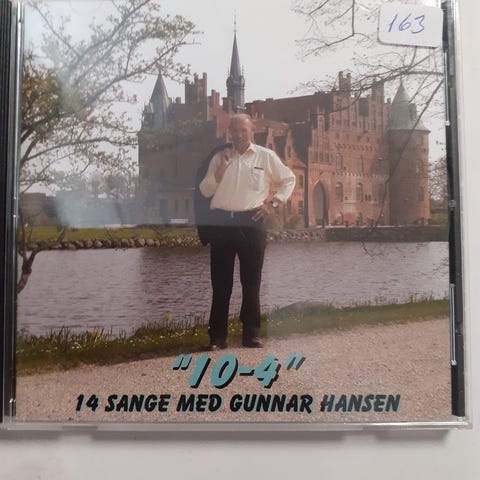 163
"10-4"
14 SANGE MED GUNNAR HANSEN